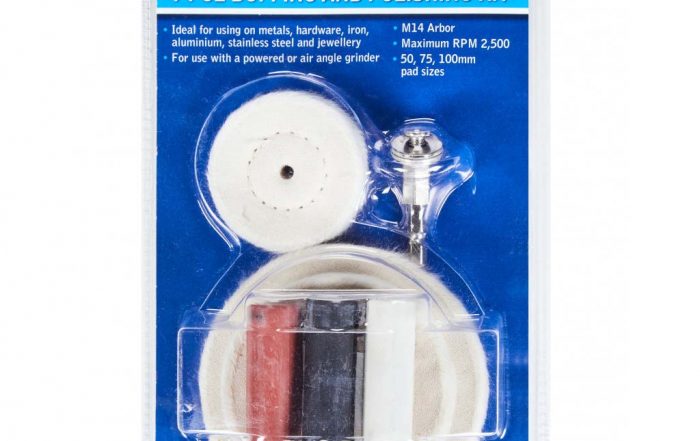 • Ideal for using on metals, hardware, iron,
aluminium, stainless steel and jewellery
• For use with a powered or air angle grinder
• M14 Arbor
• Maximum RPM 2,500
• 50, 75, 100mm
pad sizes